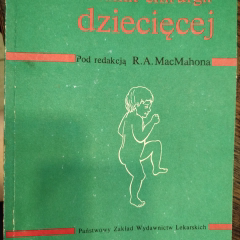 dziecięcej
Pod redakcją R.A.MacMahona
Państwowy Zakład Wydawnictw Lekarskich